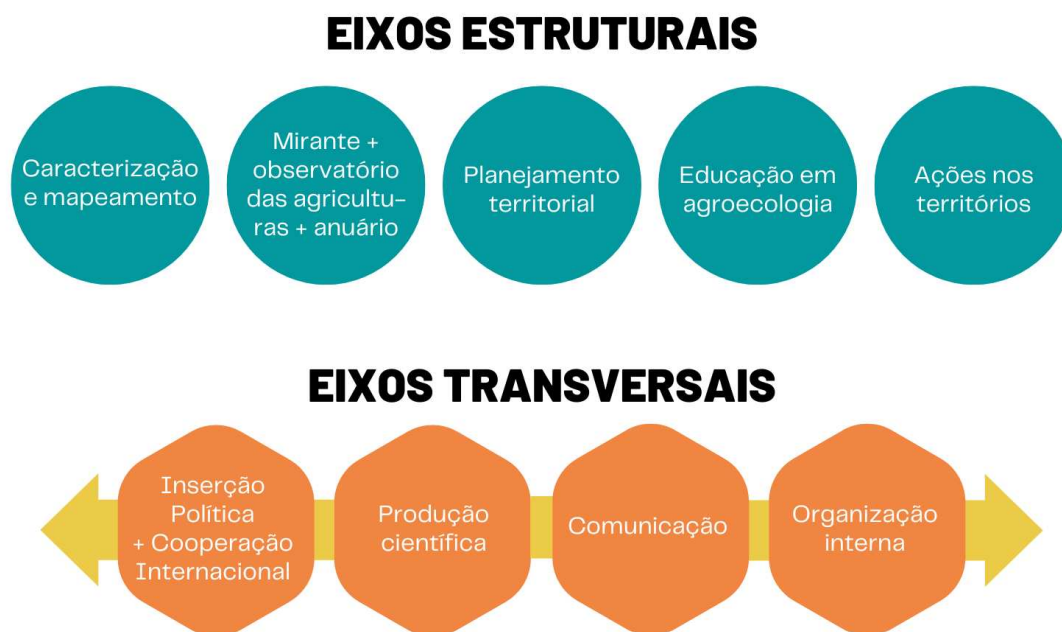 EIXOS ESTRUTURAIS
Caracterização
e mapeamento
Mirante +
observatório
das agricultu-
ras + anuário
Planejamento
territorial
Educação em
agroecologia
Ações nos
territórios
EIXOS TRANSVERSAIS
Inserção
Política
+ Cooperação
Internacional
Produção
científica
Comunicação
Organização
interna